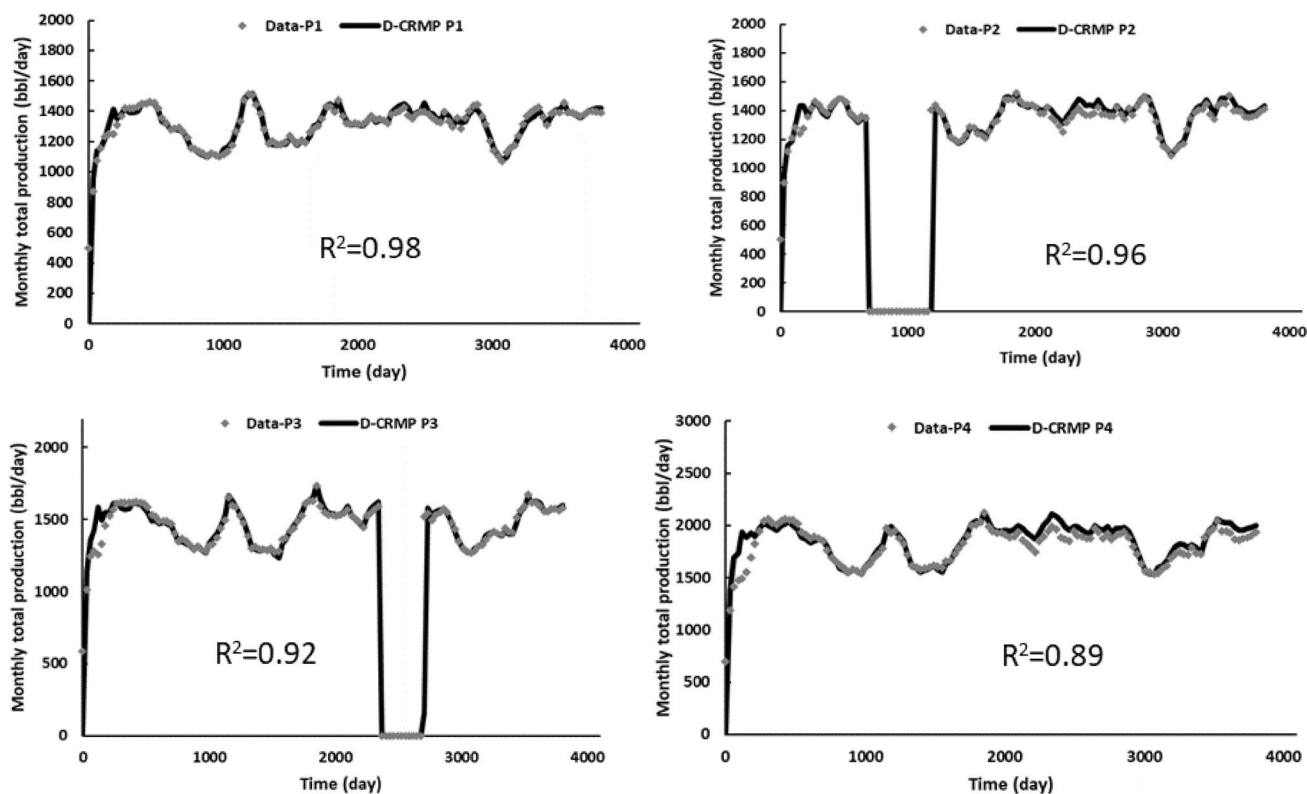 Data-P1 D-CRMP P1
Monthly total production (bbl/day)
2000
1800
1600
1400
1200
1000
800
600
400
200
0
R²=0.98
0 1000 2000 3000 4000
Time (day)
Data-P2 D-CRMP P2
Monthly total production (bbl/day)
2000
1800
1600
1400
1200
1000
800
600
400
200
0
R²=0.96
0 1000 2000 3000 4000
Time (day)
Data-P3 D-CRMP P3
Monthly total production (bbl/day)
2000
1500
1000
500
0
R²=0.92
0 1000 2000 3000 4000
Time (day)
Data-P4 D-CRMP P4
Monthly total production (bbl/day)
3000
2500
2000
1500
1000
500
0
R²=0.89
0 1000 2000 3000 4000
Time (day)